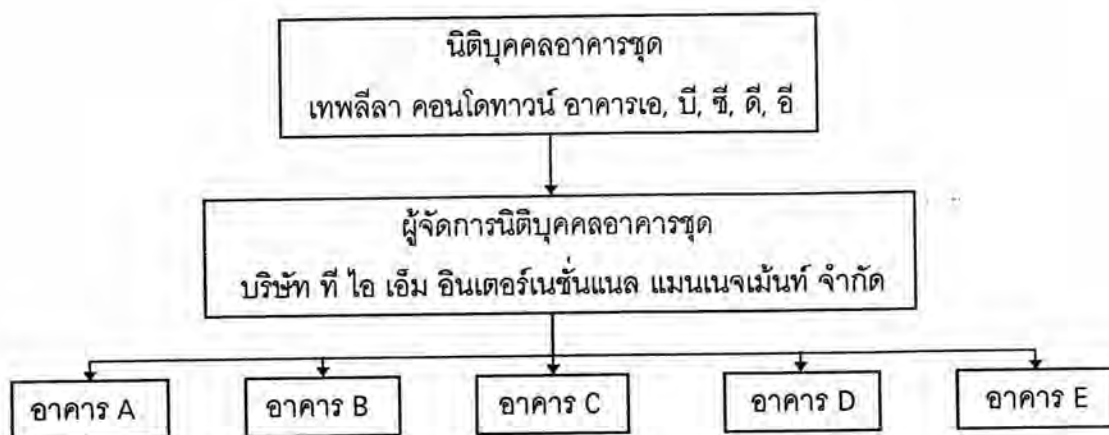 นิติบุคคลอาคารชุด
เทพลีลา คอนโดทาวน์ อาคารเอ, บี, ซี, ดี, อี
ผู้จัดการนิติบุคคลอาคารชุด
บริษัท ที ไอ เอ็ม อินเตอร์เนชั่นแนล แมนเนจเม้นท์ จำกัด
อาคาร A
อาคาร B
อาคาร C
อาคาร D
อาคาร E